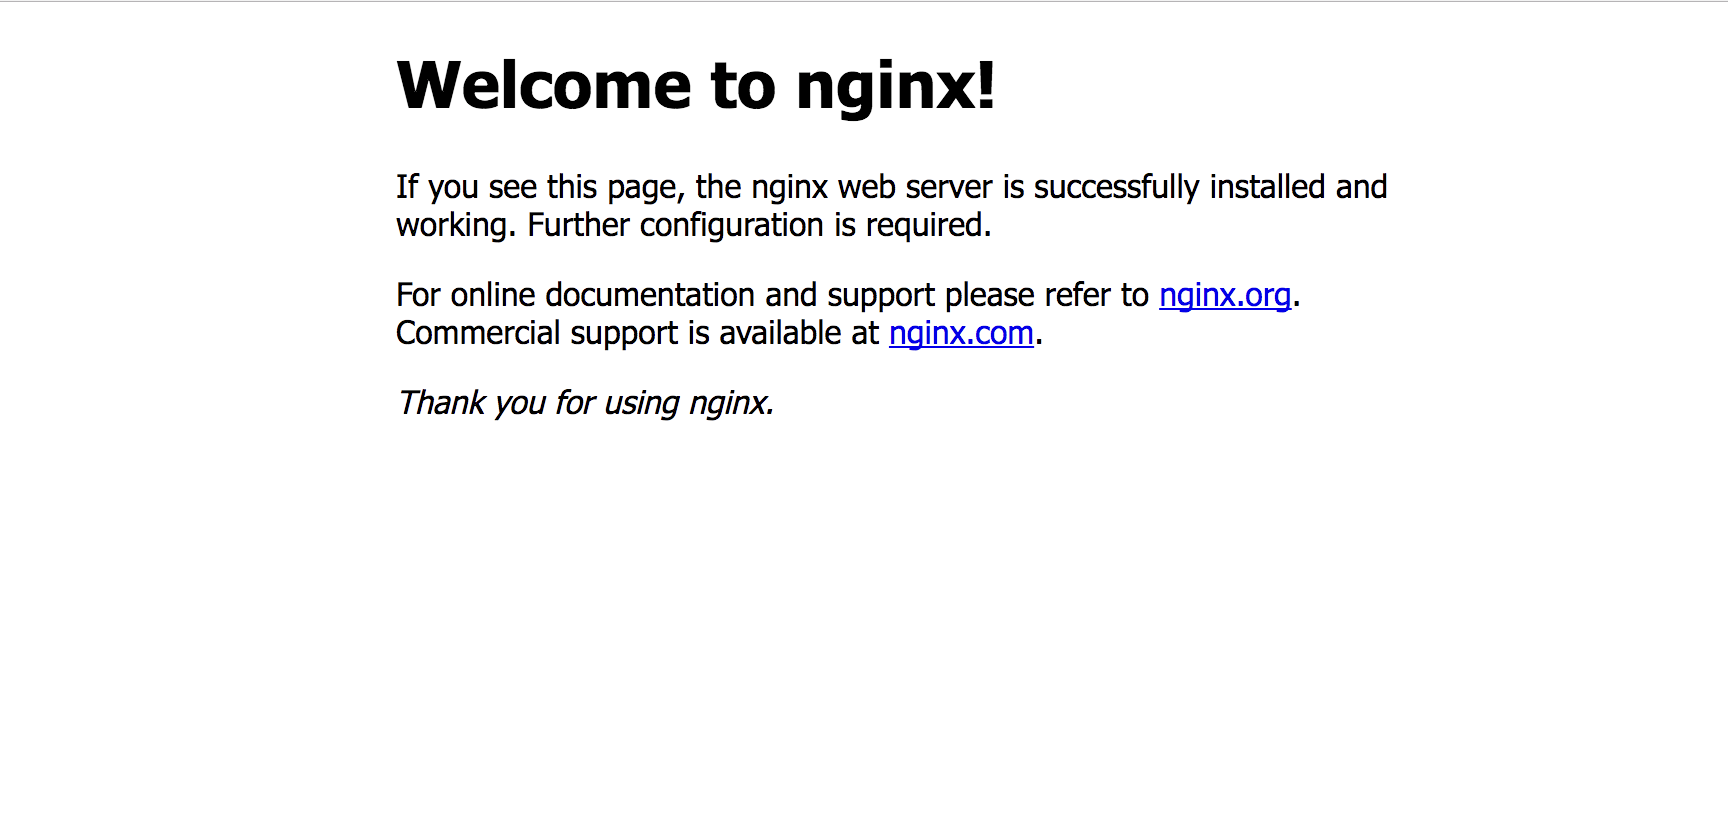 Welcome to nginx!
If you see this page, the nginx web server is successfully installed and
working. Further configuration is required.
For online documentation and support please refer to nginx.org.
Commercial support is available at nginx.com.
Thank you for using nginx.